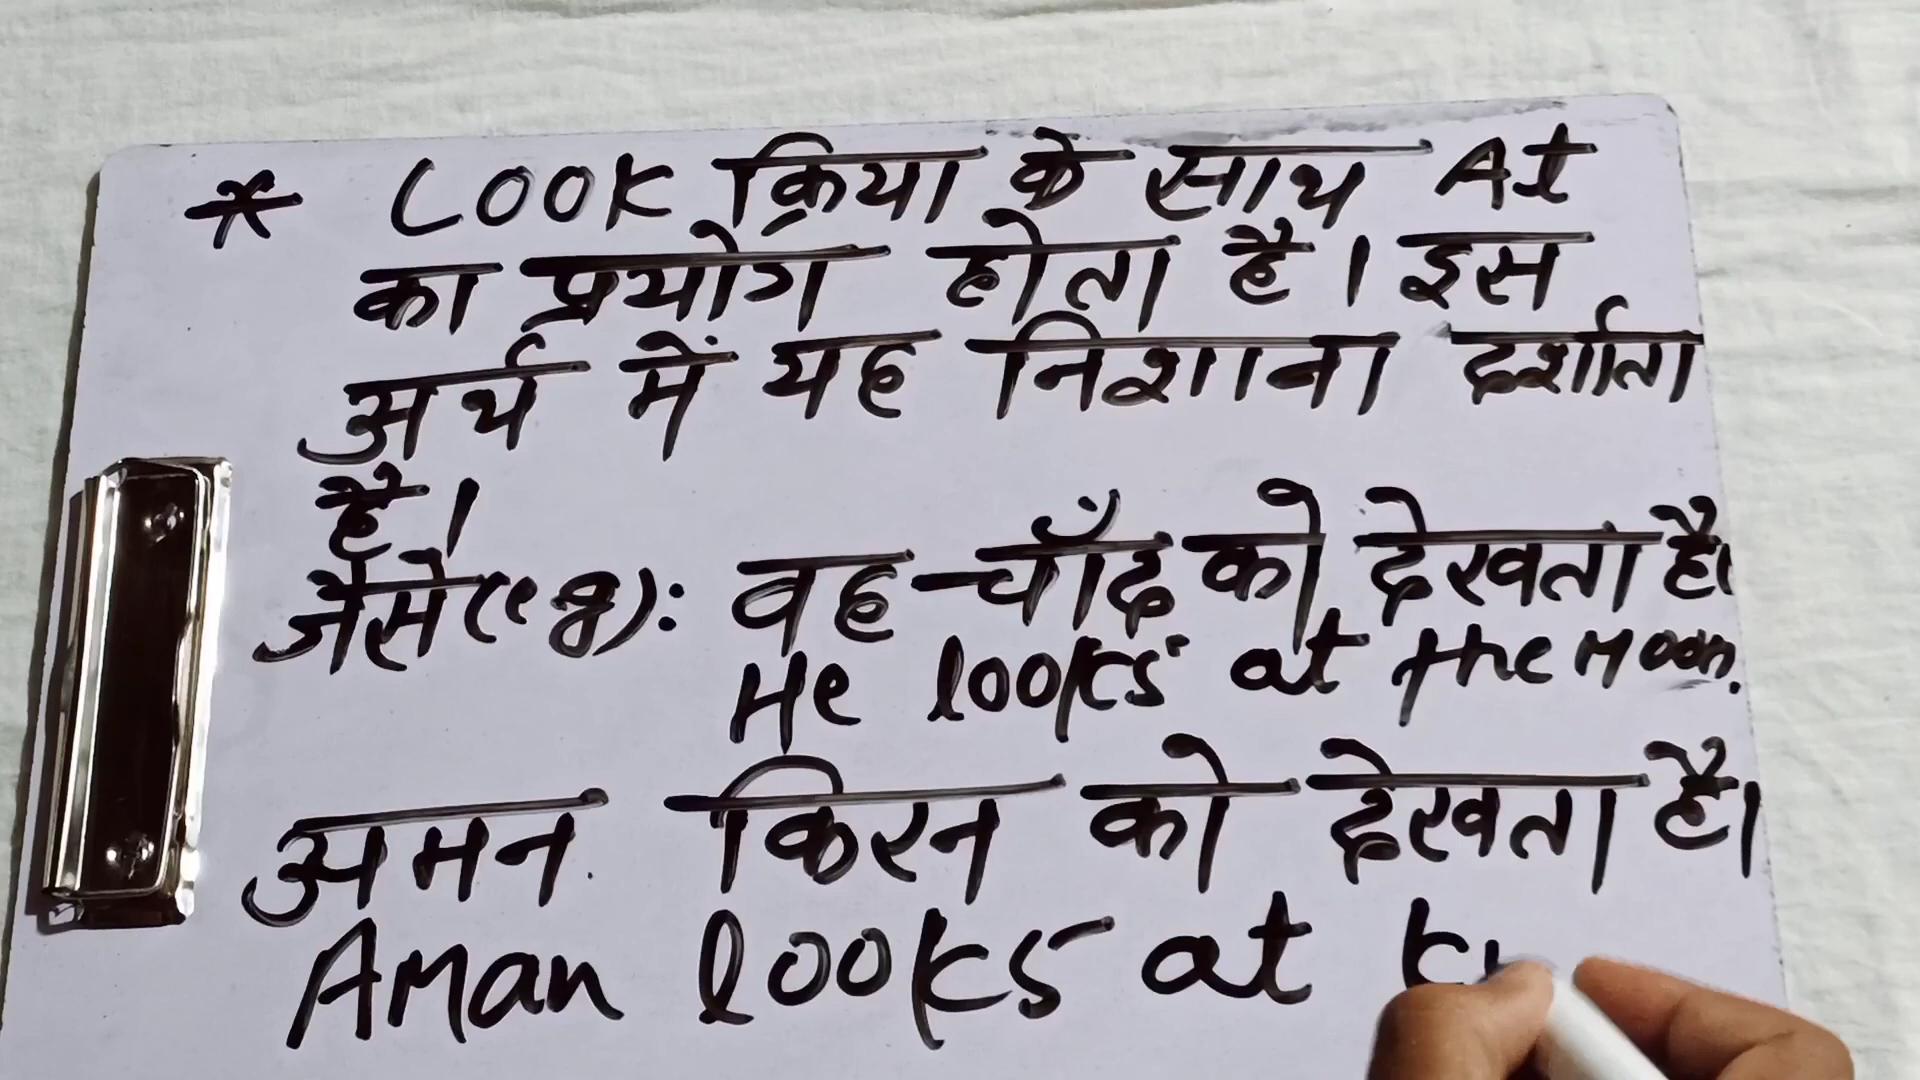 * LOOK क्रिया के साथ At
का प्रयोग होता है। इस
अर्थ में यह निशाना दर्शाता
है।
जैसे(eg): वह चाँद को देखता है।
He looks at the Moon.
अमन किरन को देखता है।
Aman looks at